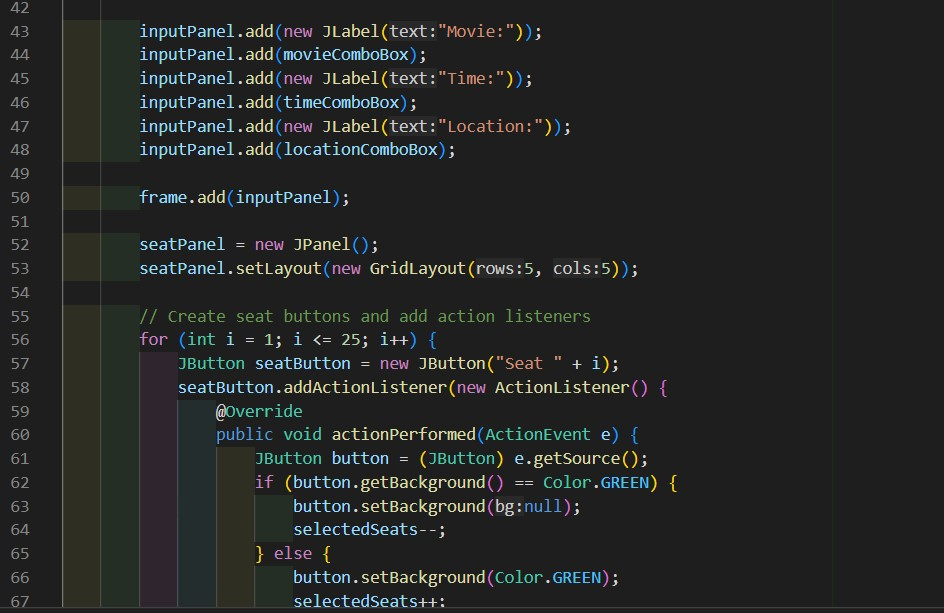 42
43 inputPanel.add(new JLabel(text:"Movie:"));
44 inputPanel.add(movieComboBox);
45 inputPanel.add(new JLabel(text:"Time:"));
46 inputPanel.add(timeComboBox);
47 inputPanel.add(new JLabel(text:"Location:"));
48 inputPanel.add(locationComboBox);
49
50 frame.add(inputPanel);
51
52 seatPanel = new JPanel();
53 seatPanel.setLayout(new GridLayout(rows:5, cols:5));
54
55 // Create seat buttons and add action listeners
56 for (int i = 1; i <= 25; i++) {
57 JButton seatButton = new JButton("Seat " + i);
58 seatButton.addActionListener(new ActionListener() {
59 @Override
60 public void actionPerformed(ActionEvent e) {
61 JButton button = (JButton) e.getSource();
62 if (button.getBackground() == Color.GREEN) {
63 button.setBackground(bg:null);
64 selectedSeats--;
65 } else {
66 button.setBackground(Color.GREEN);
67 selectedSeats++;